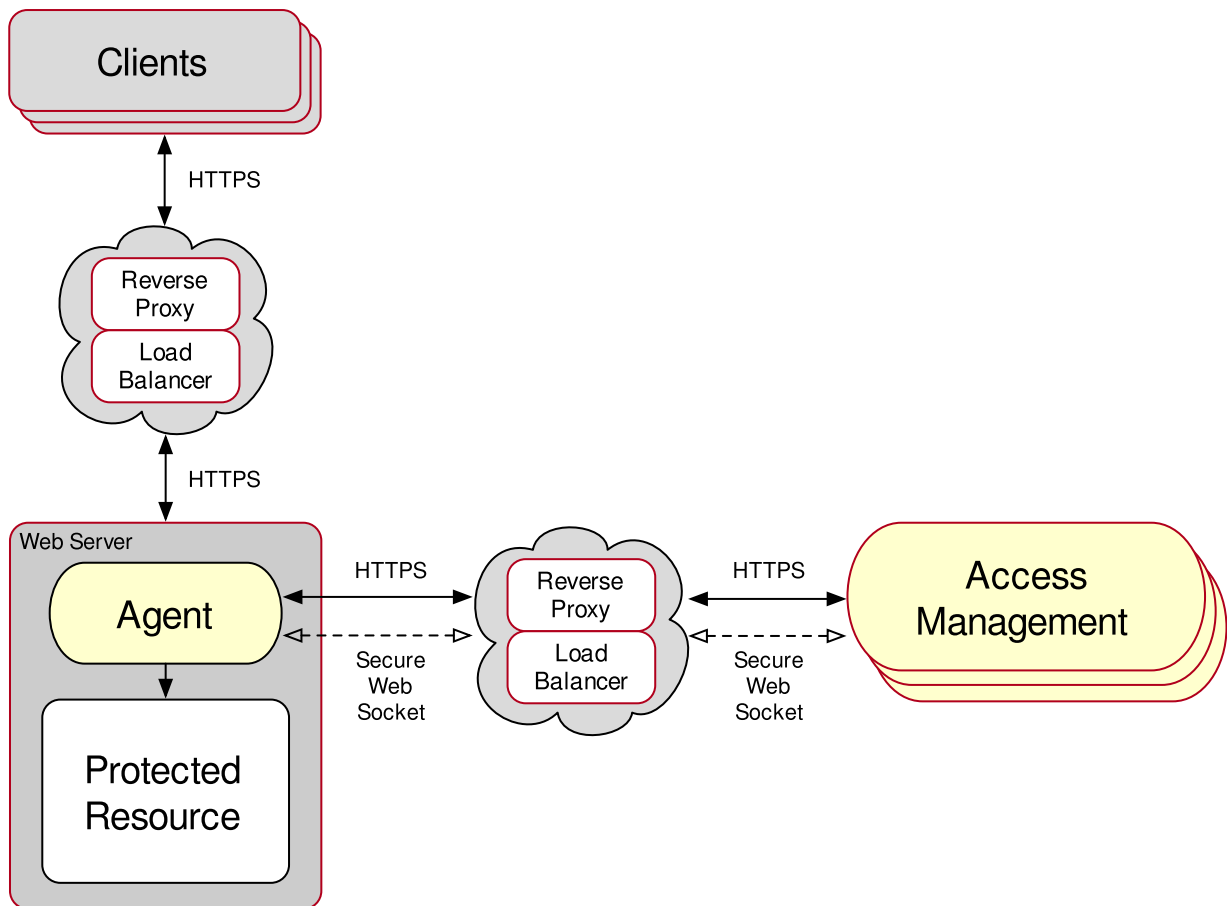 Clients
HTTPS
Reverse
Proxy
Load
Balancer
HTTPS
Web Server
Agent
Protected
Resource
HTTPS
Secure
Web
Socket
Reverse
Proxy
Load
Balancer
HTTPS
Secure
Web
Socket
Access
Management